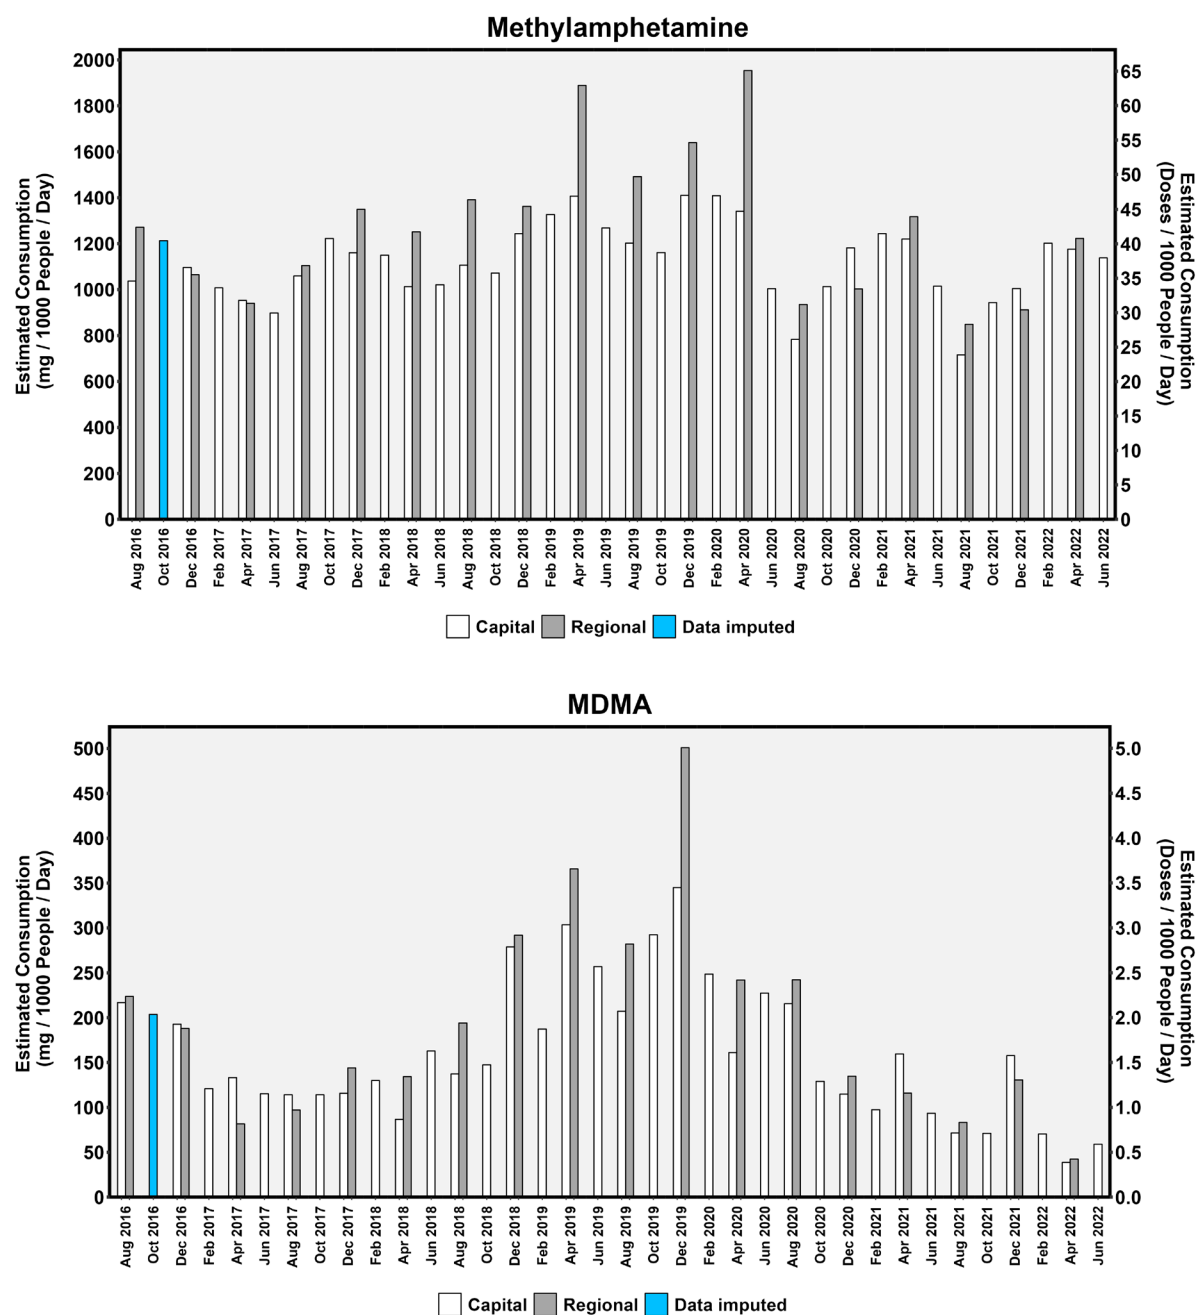 Methylamphetamine
Estimated Consumption
(mg / 1000 People / Day)
2000
1800
1600
1400
1200
1000
800
600
400
200
0
65
60
55
50
45
40
35
30
25
20
15
10
5
0
Estimated Consumption
(Doses / 1000 People / Day)
Aug 2016
Oct 2016
Dec 2016
Feb 2017
Apr 2017
Jun 2017
Aug 2017
Oct 2017
Dec 2017
Feb 2018
Apr 2018
Jun 2018
Aug 2018
Oct 2018
Dec 2018
Feb 2019
Apr 2019
Jun 2019
Aug 2019
Oct 2019
Dec 2019
Feb 2020
Apr 2020
Jun 2020
Aug 2020
Oct 2020
Dec 2020
Feb 2021
Apr 2021
Jun 2021
Aug 2021
Oct 2021
Dec 2021
Feb 2022
Apr 2022
Jun 2022
Capital Regional Data imputed
MDMA
Estimated Consumption
(mg / 1000 People / Day)
500
450
400
350
300
250
200
150
100
50
0
5.0
4.5
4.0
3.5
3.0
2.5
2.0
1.5
1.0
0.5
0.0
Estimated Consumption
(Doses / 1000 People / Day)
Aug 2016
Oct 2016
Dec 2016
Feb 2017
Apr 2017
Jun 2017
Aug 2017
Oct 2017
Dec 2017
Feb 2018
Apr 2018
Jun 2018
Aug 2018
Oct 2018
Dec 2018
Feb 2019
Apr 2019
Jun 2019
Aug 2019
Oct 2019
Dec 2019
Feb 2020
Apr 2020
Jun 2020
Aug 2020
Oct 2020
Dec 2020
Feb 2021
Apr 2021
Jun 2021
Aug 2021
Oct 2021
Dec 2021
Feb 2022
Apr 2022
Jun 2022
Capital Regional Data imputed